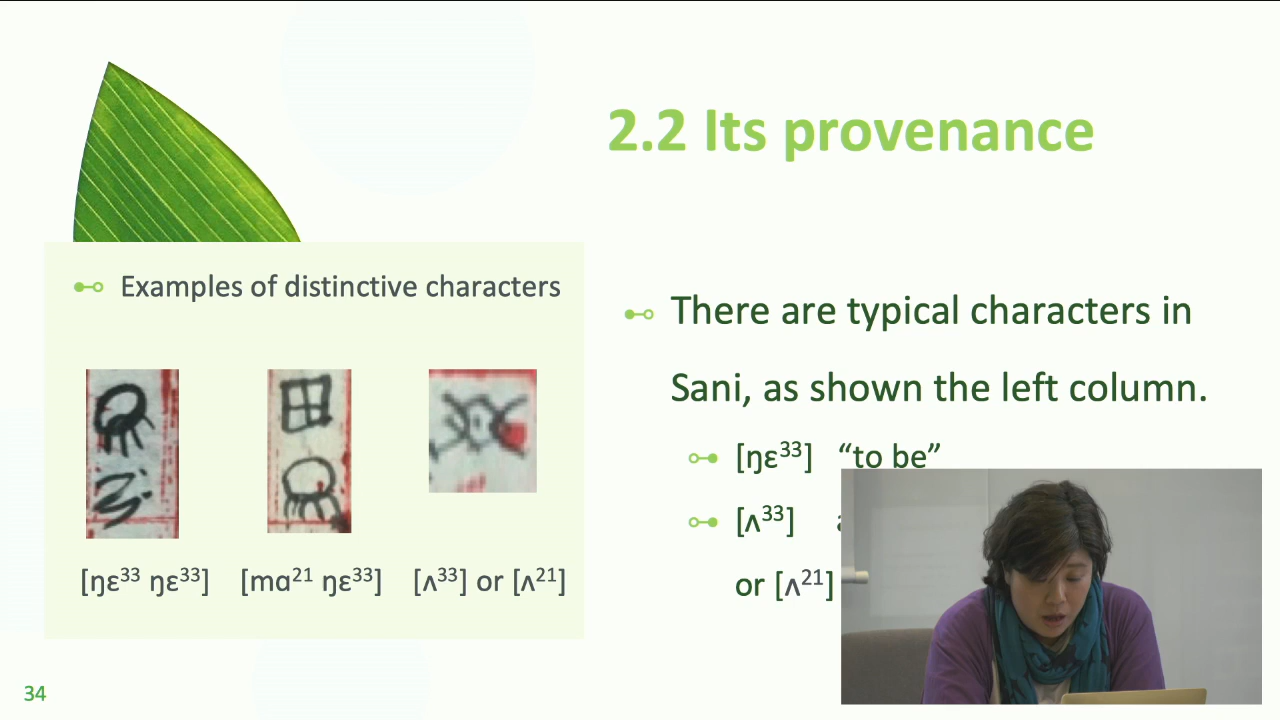 2.2 Its provenance
Examples of distinctive characters
[ŋɛ³³ ŋɛ³³] [mɑ²¹ ŋɛ³³] [ʌ³³] or [ʌ²¹]
There are typical characters in
Sani, as shown the left column.
[ŋɛ³³] “to be”
[ʌ³³]
or [ʌ²¹]
34